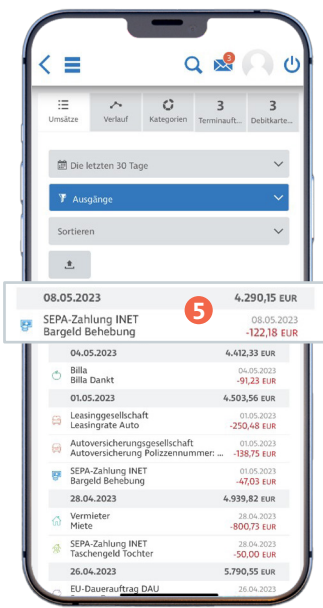 3
Umsätze
Verlauf
Kategorien
3
Terminauft...
3
Debitkarte...
Die letzten 30 Tage
Ausgänge
Sortieren
08.05.2023 4.290,15 EUR
5
SEPA-Zahlung INET 08.05.2023
Bargeld Behebung -122,18 EUR
04.05.2023 4.412,33 EUR
Billa 04.05.2023
Billa Dankt -91,23 EUR
01.05.2023 4.503,56 EUR
Leasinggesellschaft 01.05.2023
Leasingrate Auto -250,48 EUR
Autoversicherungsgesellschaft 01.05.2023
Autoversicherung Polizzennummer: ... -138,75 EUR
SEPA-Zahlung INET 01.05.2023
Bargeld Behebung -47,03 EUR
28.04.2023 4.939,82 EUR
Vermieter 28.04.2023
Miete -800,73 EUR
SEPA-Zahlung INET 28.04.2023
Taschengeld Tochter -50,00 EUR
26.04.2023 5.790,55 EUR
EU-Dauerauftrag DAU 26.04.2023